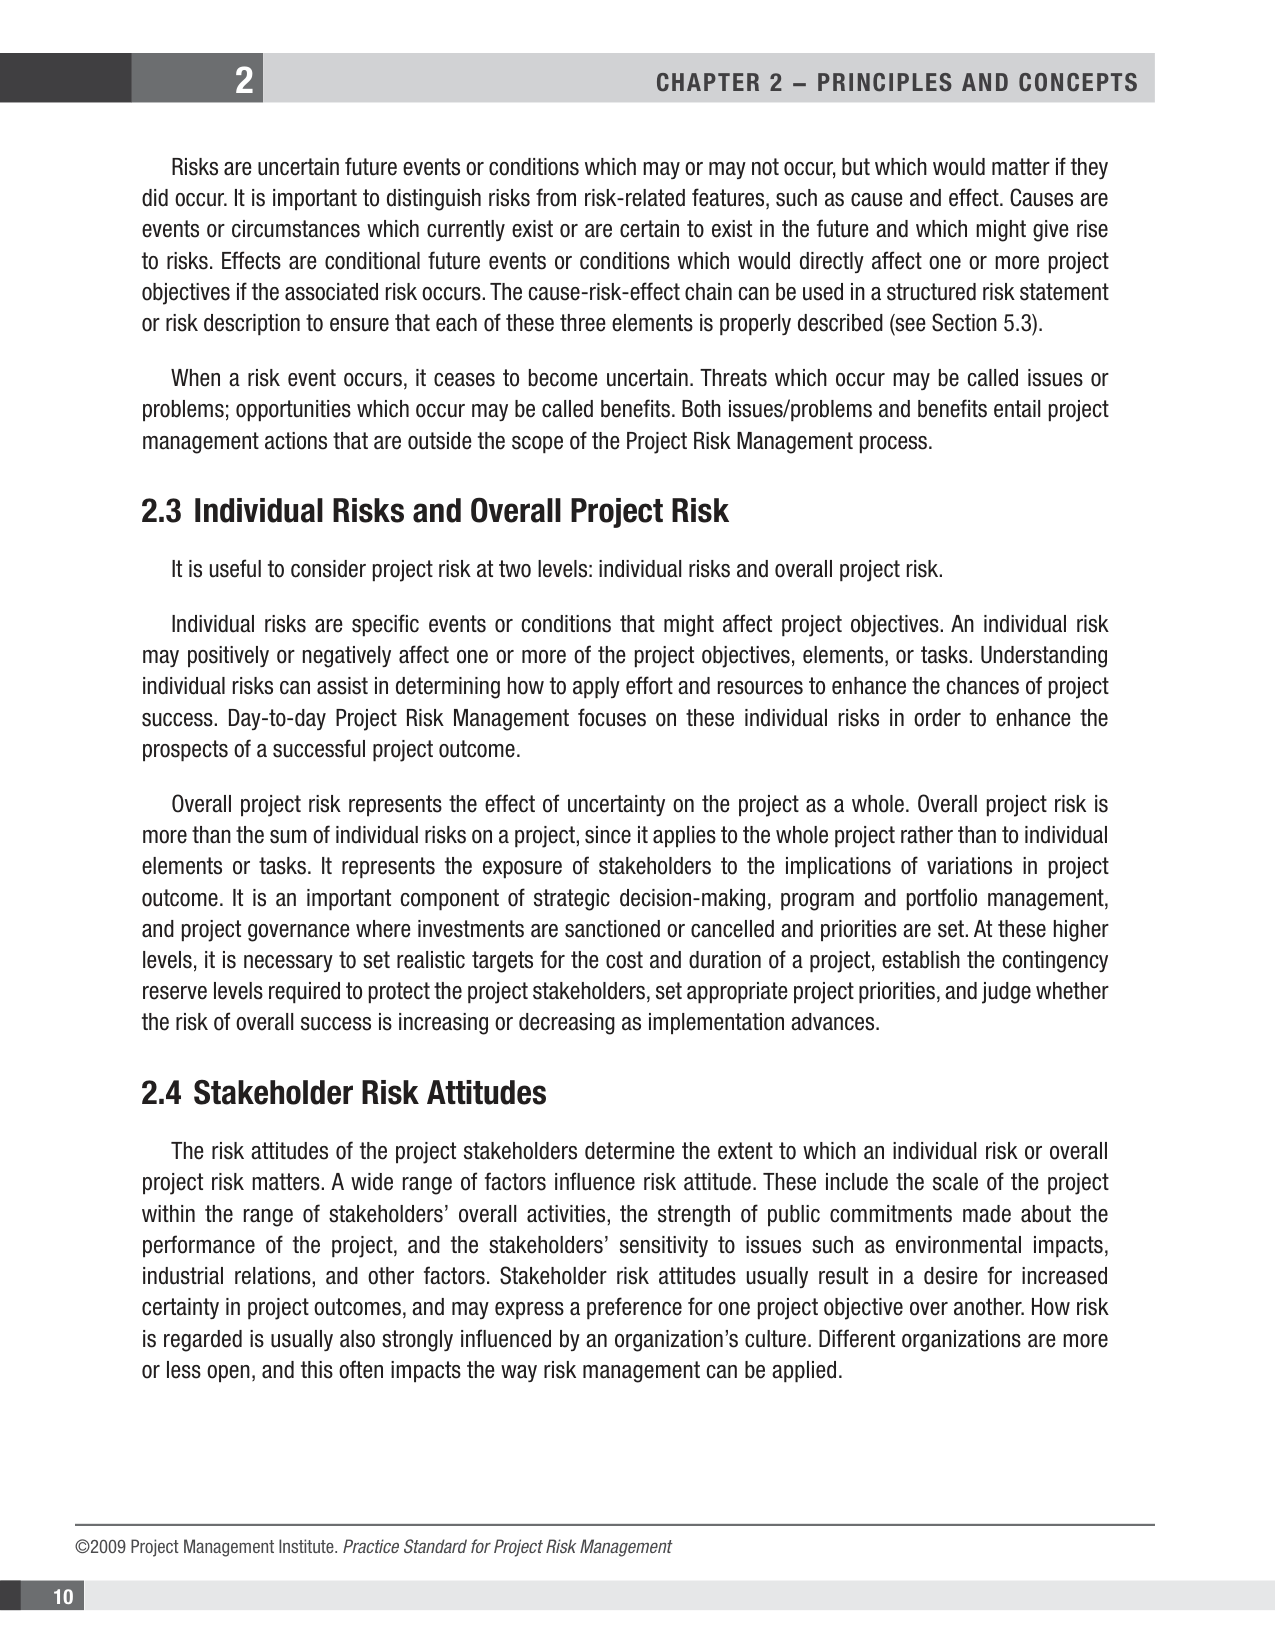 2
CHAPTER 2 – PRINCIPLES AND CONCEPTS
Risks are uncertain future events or conditions which may or may not occur, but which would matter if they
did occur. It is important to distinguish risks from risk-related features, such as cause and effect. Causes are
events or circumstances which currently exist or are certain to exist in the future and which might give rise
to risks. Effects are conditional future events or conditions which would directly affect one or more project
objectives if the associated risk occurs. The cause-risk-effect chain can be used in a structured risk statement
or risk description to ensure that each of these three elements is properly described (see Section 5.3).
When a risk event occurs, it ceases to become uncertain. Threats which occur may be called issues or
problems; opportunities which occur may be called benefits. Both issues/problems and benefits entail project
management actions that are outside the scope of the Project Risk Management process.
2.3 Individual Risks and Overall Project Risk
It is useful to consider project risk at two levels: individual risks and overall project risk.
Individual risks are specific events or conditions that might affect project objectives. An individual risk
may positively or negatively affect one or more of the project objectives, elements, or tasks. Understanding
individual risks can assist in determining how to apply effort and resources to enhance the chances of project
success. Day-to-day Project Risk Management focuses on these individual risks in order to enhance the
prospects of a successful project outcome.
Overall project risk represents the effect of uncertainty on the project as a whole. Overall project risk is
more than the sum of individual risks on a project, since it applies to the whole project rather than to individual
elements or tasks. It represents the exposure of stakeholders to the implications of variations in project
outcome. It is an important component of strategic decision-making, program and portfolio management,
and project governance where investments are sanctioned or cancelled and priorities are set. At these higher
levels, it is necessary to set realistic targets for the cost and duration of a project, establish the contingency
reserve levels required to protect the project stakeholders, set appropriate project priorities, and judge whether
the risk of overall success is increasing or decreasing as implementation advances.
2.4 Stakeholder Risk Attitudes
The risk attitudes of the project stakeholders determine the extent to which an individual risk or overall
project risk matters. A wide range of factors influence risk attitude. These include the scale of the project
within the range of stakeholders’ overall activities, the strength of public commitments made about the
performance of the project, and the stakeholders’ sensitivity to issues such as environmental impacts,
industrial relations, and other factors. Stakeholder risk attitudes usually result in a desire for increased
certainty in project outcomes, and may express a preference for one project objective over another. How risk
is regarded is usually also strongly influenced by an organization’s culture. Different organizations are more
or less open, and this often impacts the way risk management can be applied.
©2009 Project Management Institute. Practice Standard for Project Risk Management
10